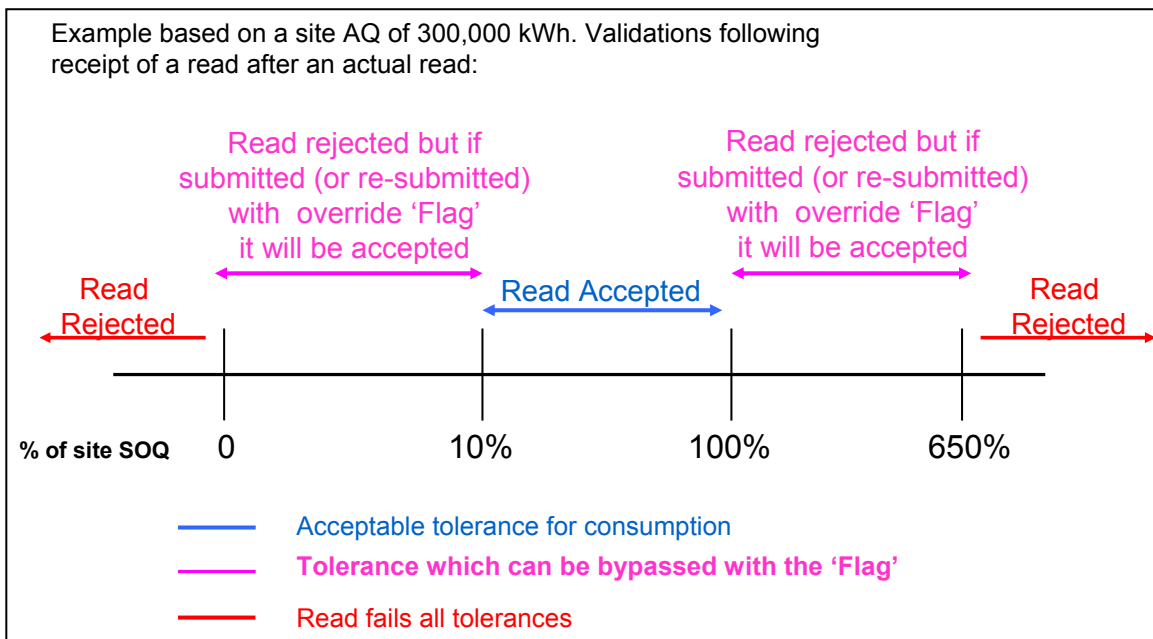 Example based on a site AQ of 300,000 kWh. Validations following
receipt of a read after an actual read:
Read rejected but if
submitted (or re-submitted)
with override ‘Flag’
it will be accepted
Read rejected but if
submitted (or re-submitted)
with override ‘Flag’
it will be accepted
Read
Rejected
Read Accepted
Read
Rejected
% of site SOQ 0 10% 100% 650%
Acceptable tolerance for consumption
Tolerance which can be bypassed with the ‘Flag’
Read fails all tolerances